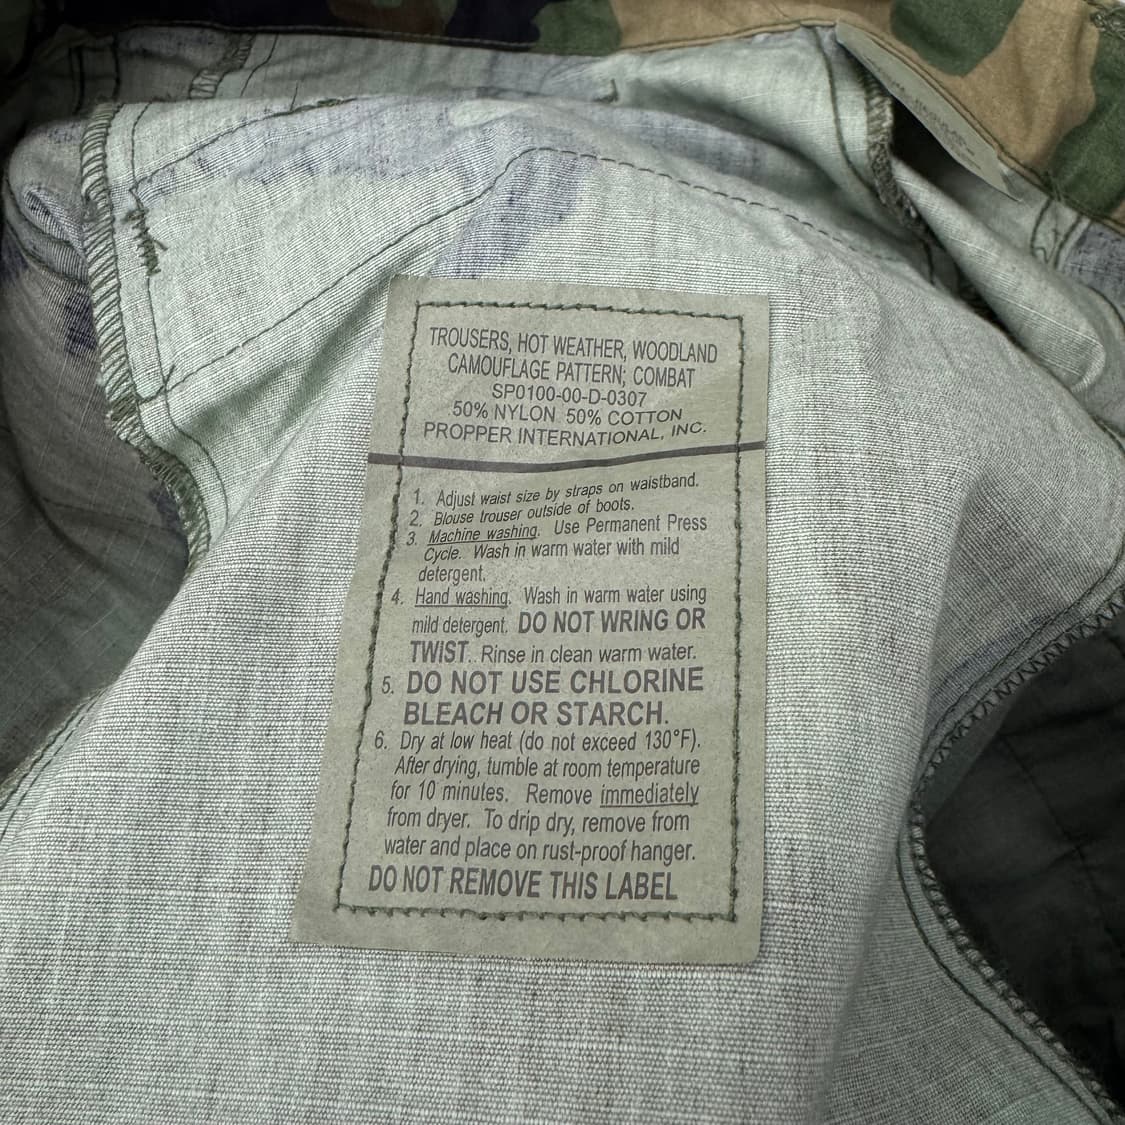 TROUSERS, HOT WEATHER, WOODLAND
CAMOUFLAGE PATTERN; COMBAT
SP0100-00-D-0307
50% NYLON 50% COTTON
PROPPER INTERNATIONAL, INC.
1. Adjust waist size by straps on waistband.
2. Blouse trouser outside of boots.
3. Machine washing. Use Permanent Press
Cycle. Wash in warm water with mild
detergent.
4. Hand washing. Wash in warm water using
mild detergent. DO NOT WRING OR
TWIST. Rinse in clean warm water.
5. DO NOT USE CHLORINE
BLEACH OR STARCH.
6. Dry at low heat (do not exceed 130°F).
After drying, tumble at room temperature
for 10 minutes. Remove immediately
from dryer. To drip dry, remove from
water and place on rust-proof hanger.
DO NOT REMOVE THIS LABEL